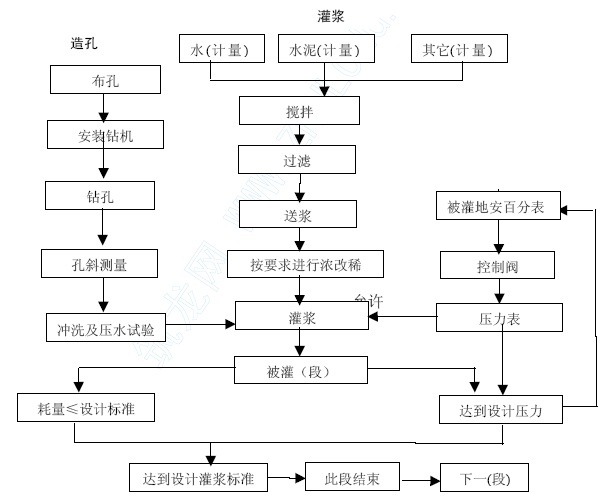 灌浆
造孔
水(计量)
水泥(计量)
其它(计量)
布孔
搅拌
安装钻机
过滤
钻孔
送浆
被灌地安百分表
孔斜测量
按要求进行浓改稀
控制阀
允许
冲洗及压水试验
灌浆
压力表
被灌（段）
耗量≤设计标准
达到设计压力
达到设计灌浆标准
此段结束
下一(段)